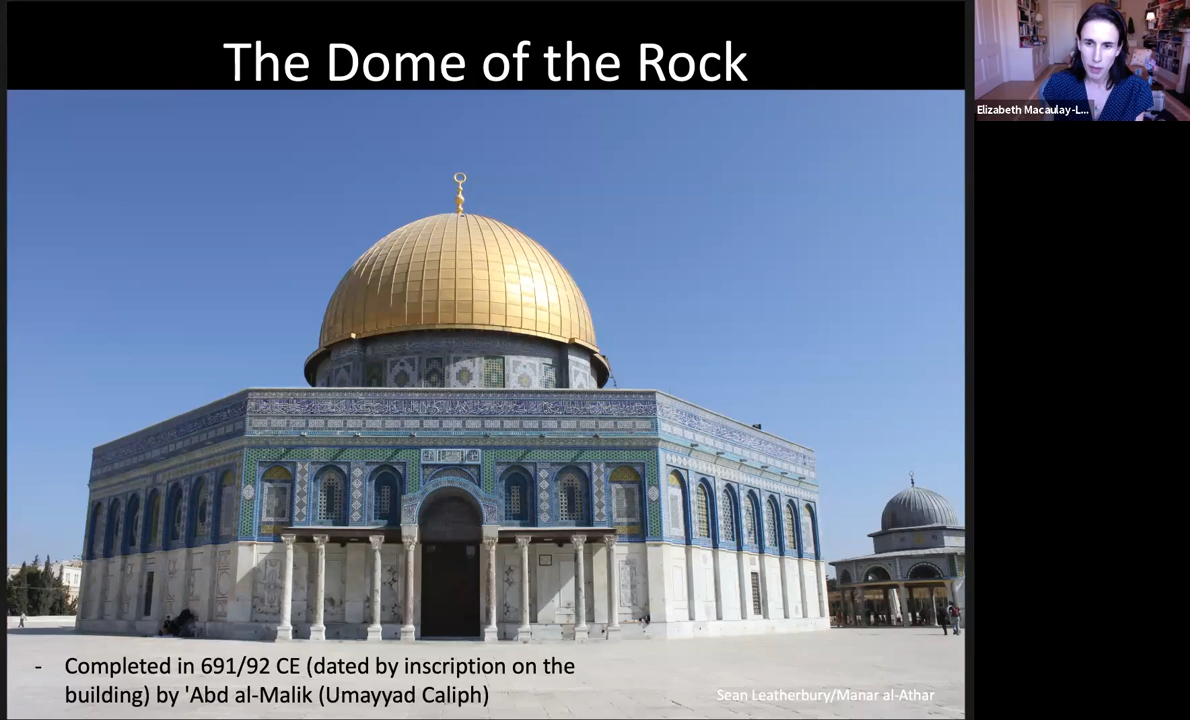 The Dome of the Rock
Elizabeth Macaulay-L...
- Completed in 691/92 CE (dated by inscription on the
building) by 'Abd al-Malik (Umayyad Caliph)
Sean Leatherbury/Manar al-Athar